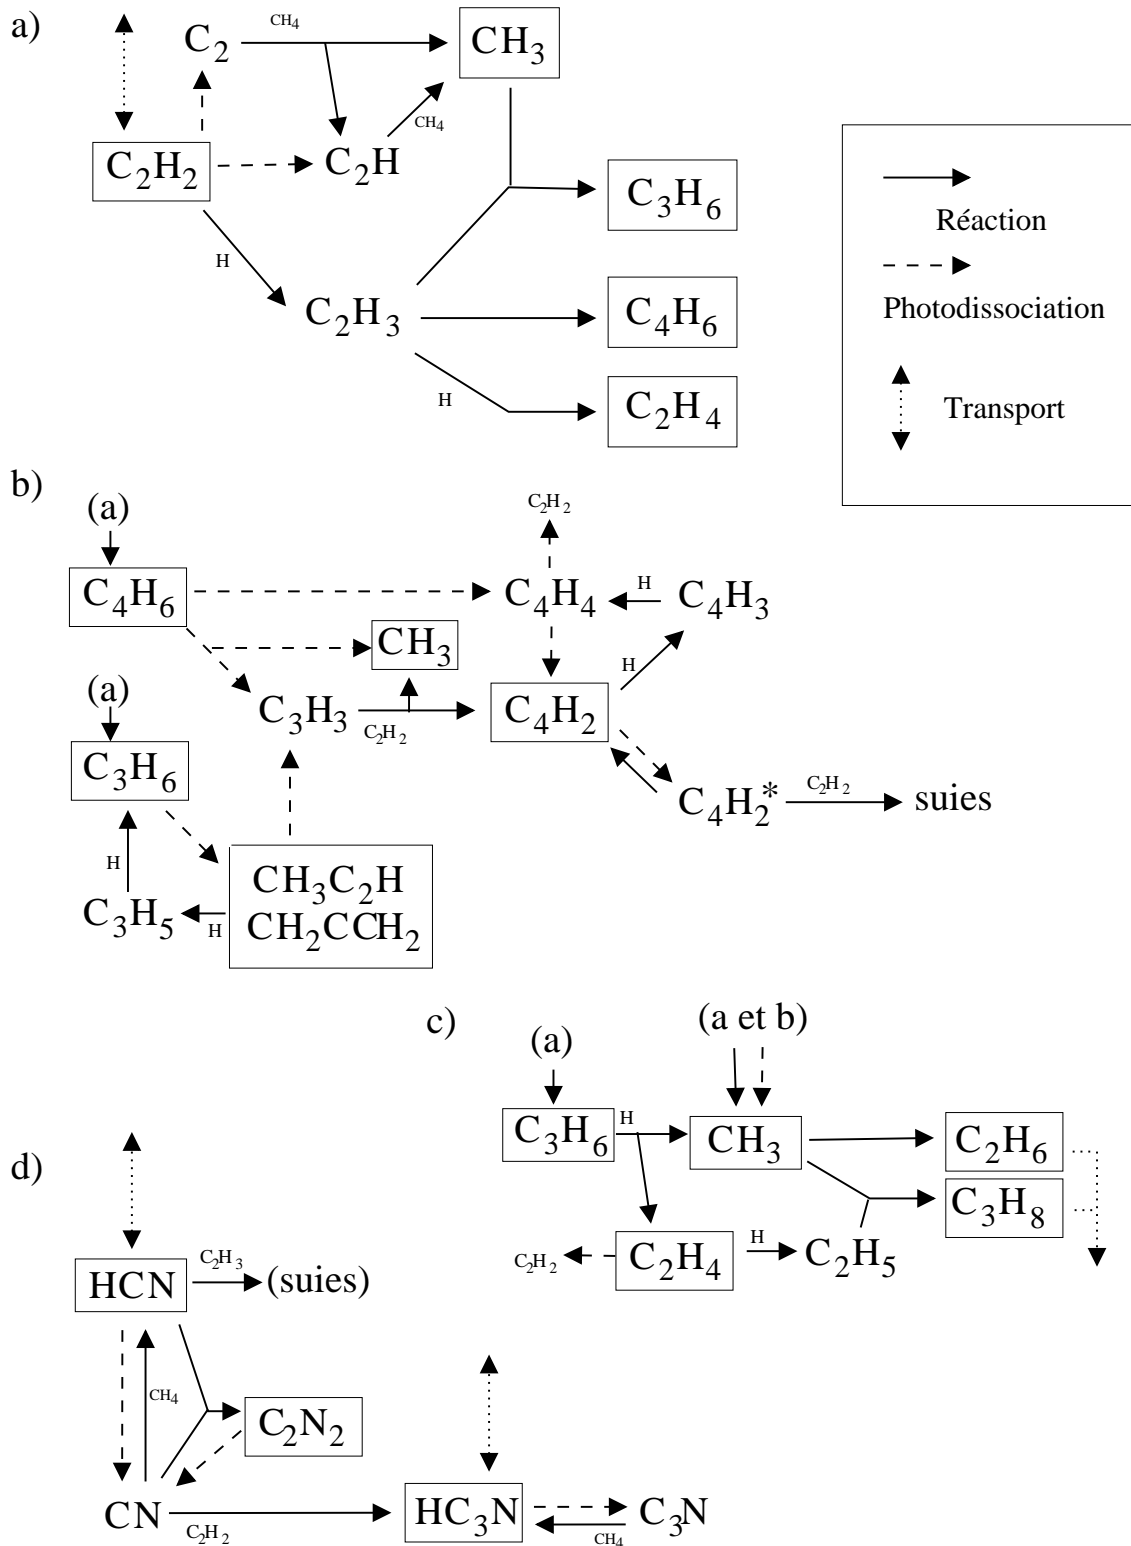 a)
C2 CH4 CH3
C2H2 C2H CH4
C3H6
H
C2H3 C4H6
H C2H4
Réaction
Photodissociation
Transport
b)
(a) C2H2
C4H6 C4H4 H C4H3
CH3 H
(a)
C3H3 C2H2 C4H2
C3H6
C4H2* C2H2 suies
H
CH3C2H
C3H5 H CH2CCH2
c) (a et b)
(a)
C3H6 H CH3 C2H6
C3H8
C2H2 C2H4 H C2H5
d)
HCN C2H3 (suies)
CH4
C2N2
CN C2H2 HC3N CH4 C3N